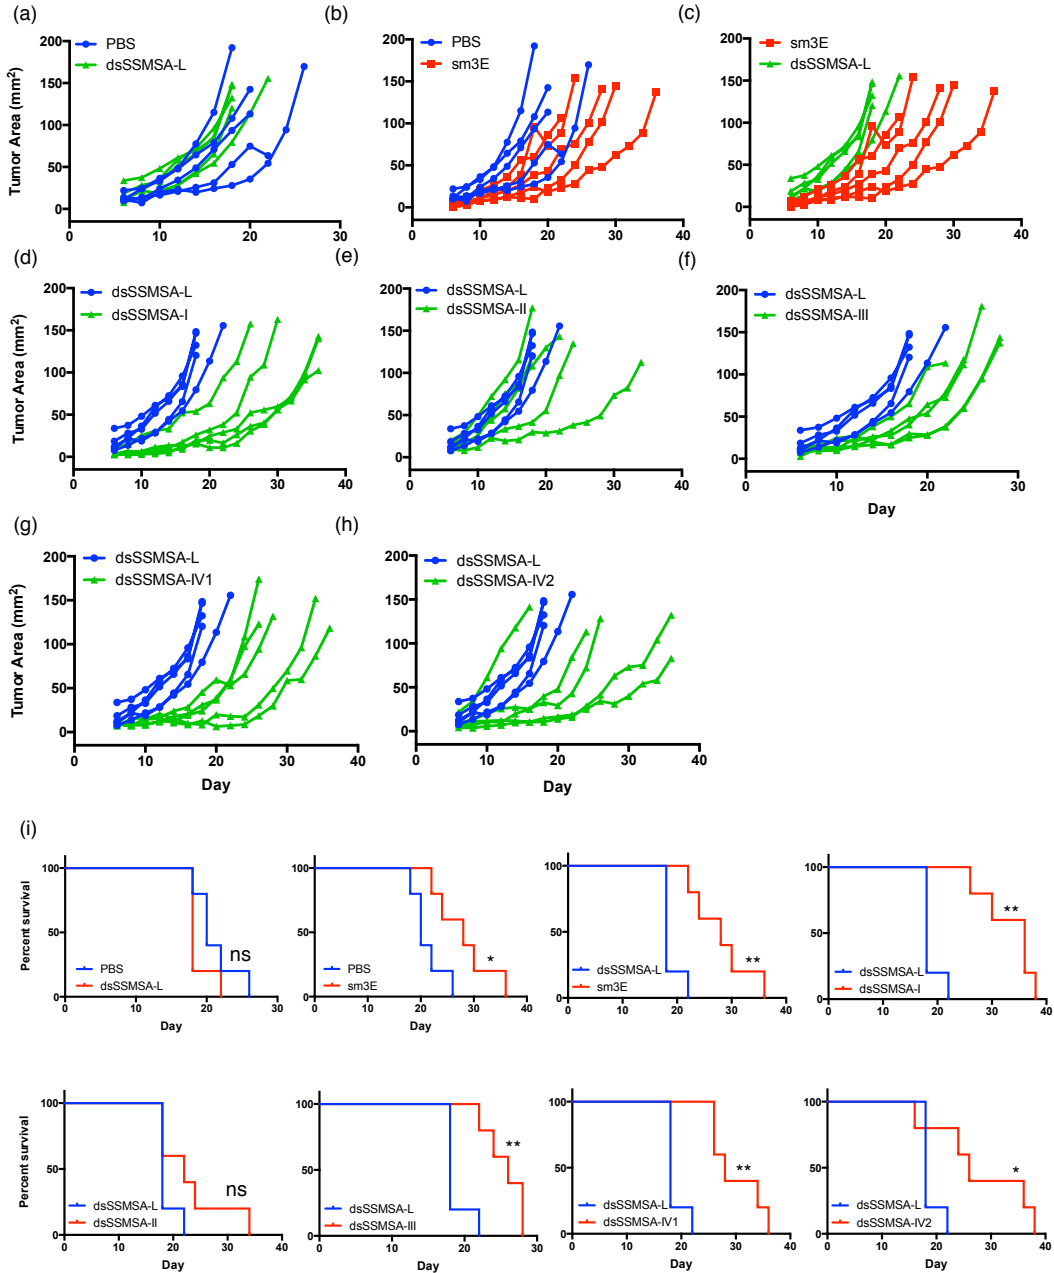 (a)
Tumor Area (mm2)
200
150
100
50
0
0
10
20
30
PBS
dsSSMSA-L
(b)
200
150
100
50
0
0
10
20
30
40
PBS
sm3E
(c)
200
150
100
50
0
0
10
20
30
40
sm3E
dsSSMSA-L
(d)
Tumor Area (mm2)
200
150
100
50
0
0
10
20
30
40
dsSSMSA-L
dsSSMSA-I
(e)
200
150
100
50
0
0
10
20
30
40
dsSSMSA-L
dsSSMSA-II
(f)
200
150
100
50
0
0
10
20
30
Day
dsSSMSA-L
dsSSMSA-III
(g)
Tumor Area (mm2)
200
150
100
50
0
0
10
20
30
40
Day
dsSSMSA-L
dsSSMSA-IV1
(h)
200
150
100
50
0
0
10
20
30
40
Day
dsSSMSA-L
dsSSMSA-IV2
(i)
Percent survival
100
50
0
0
10
20
30
Day
ns
PBS
dsSSMSA-L
100
50
0
0
10
20
30
40
Day
*
PBS
sm3E
100
50
0
0
10
20
30
40
Day
**
dsSSMSA-L
sm3E
100
50
0
0
10
20
30
40
Day
**
dsSSMSA-L
dsSSMSA-I
Percent survival
100
50
0
0
10
20
30
40
Day
ns
dsSSMSA-L
dsSSMSA-II
100
50
0
0
10
20
30
Day
**
dsSSMSA-L
dsSSMSA-III
100
50
0
0
10
20
30
40
Day
**
dsSSMSA-L
dsSSMSA-IV1
100
50
0
0
10
20
30
40
Day
*
dsSSMSA-L
dsSSMSA-IV2